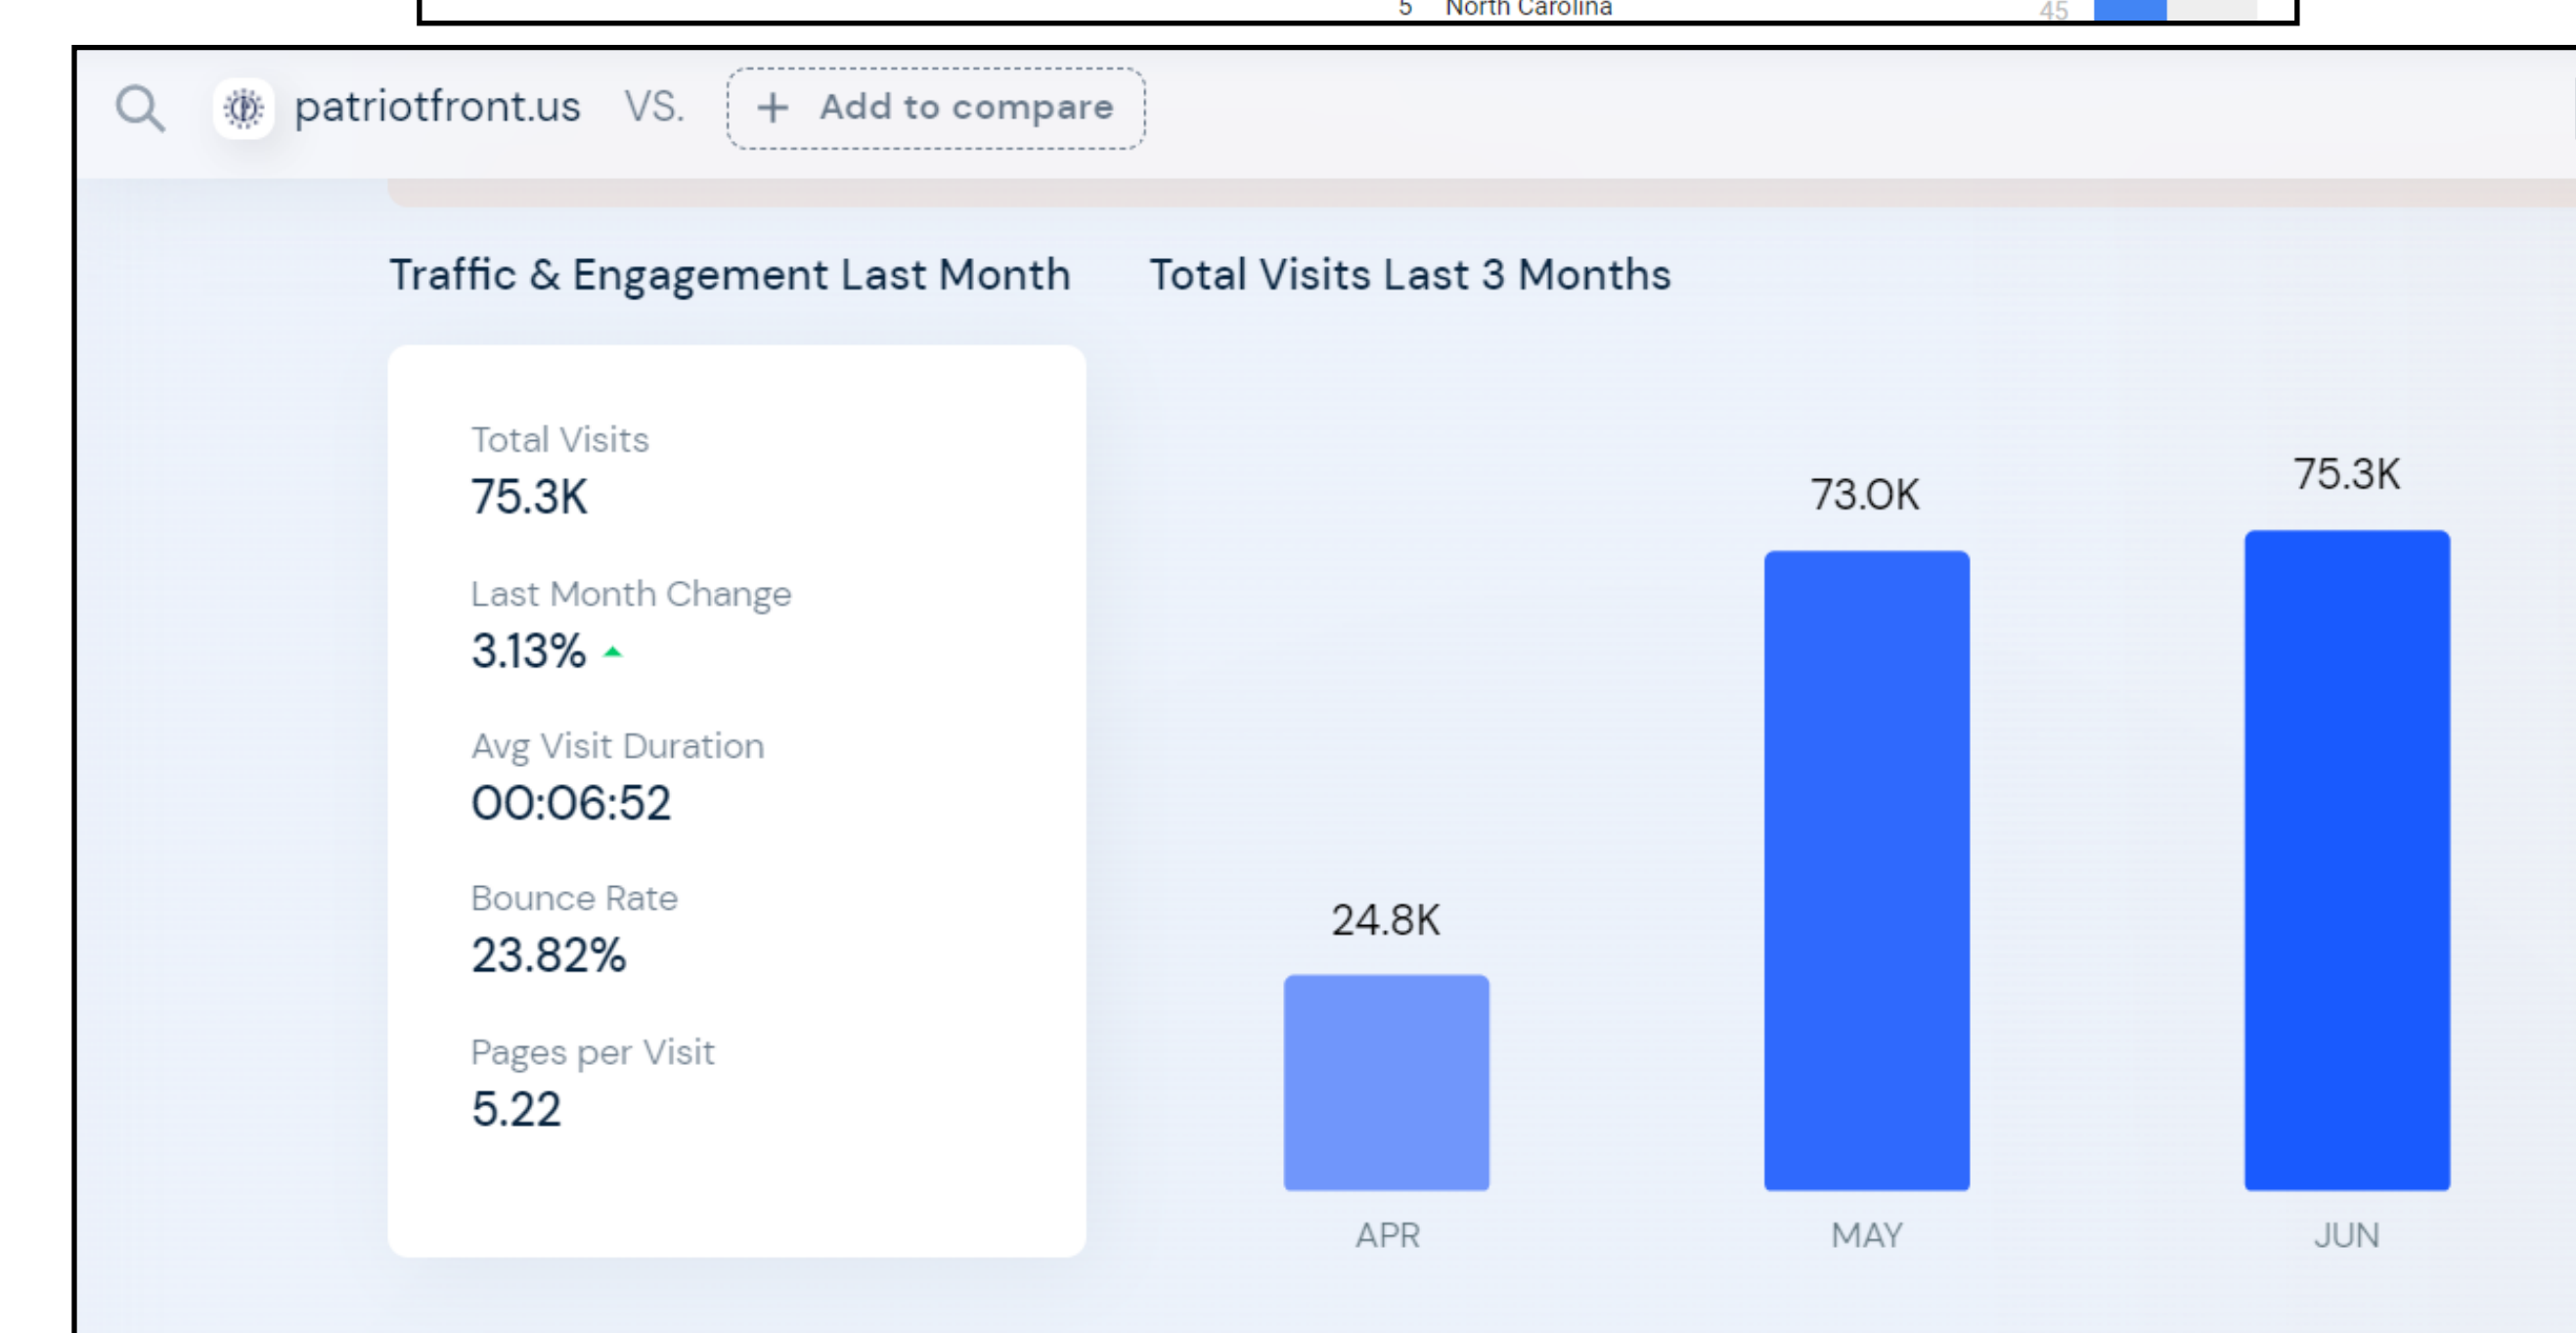 5 North Carolina 45
patriotfront.us VS. + Add to compare
Traffic & Engagement Last Month
Total Visits
75.3K
Last Month Change
3.13%
Avg Visit Duration
00:06:52
Bounce Rate
23.82%
Pages per Visit
5.22
Total Visits Last 3 Months
24.8K
73.0K
75.3K
APR MAY JUN